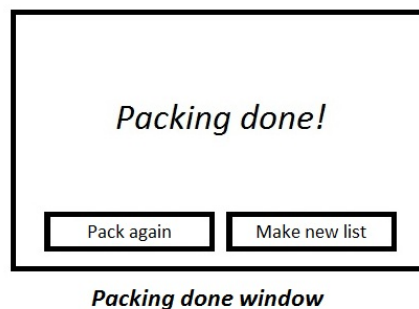 Packing done!
Pack again
Make new list
Packing done window